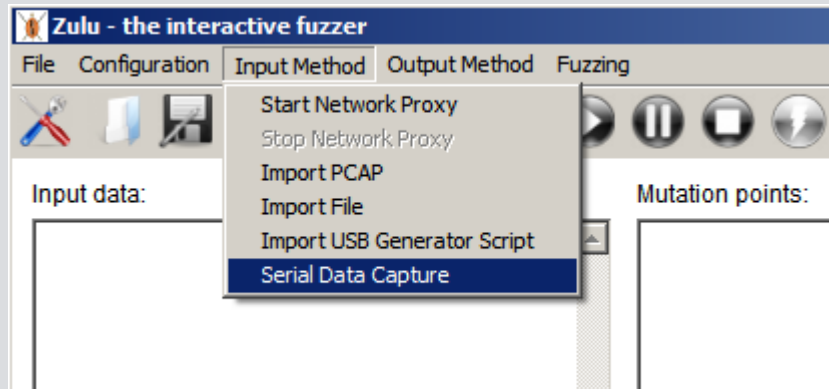 Zulu - the interactive fuzzer
File Configuration Input Method Output Method Fuzzing
Start Network Proxy
Stop Network Proxy
Import PCAP
Import File
Import USB Generator Script
Serial Data Capture
Input data:
Mutation points: